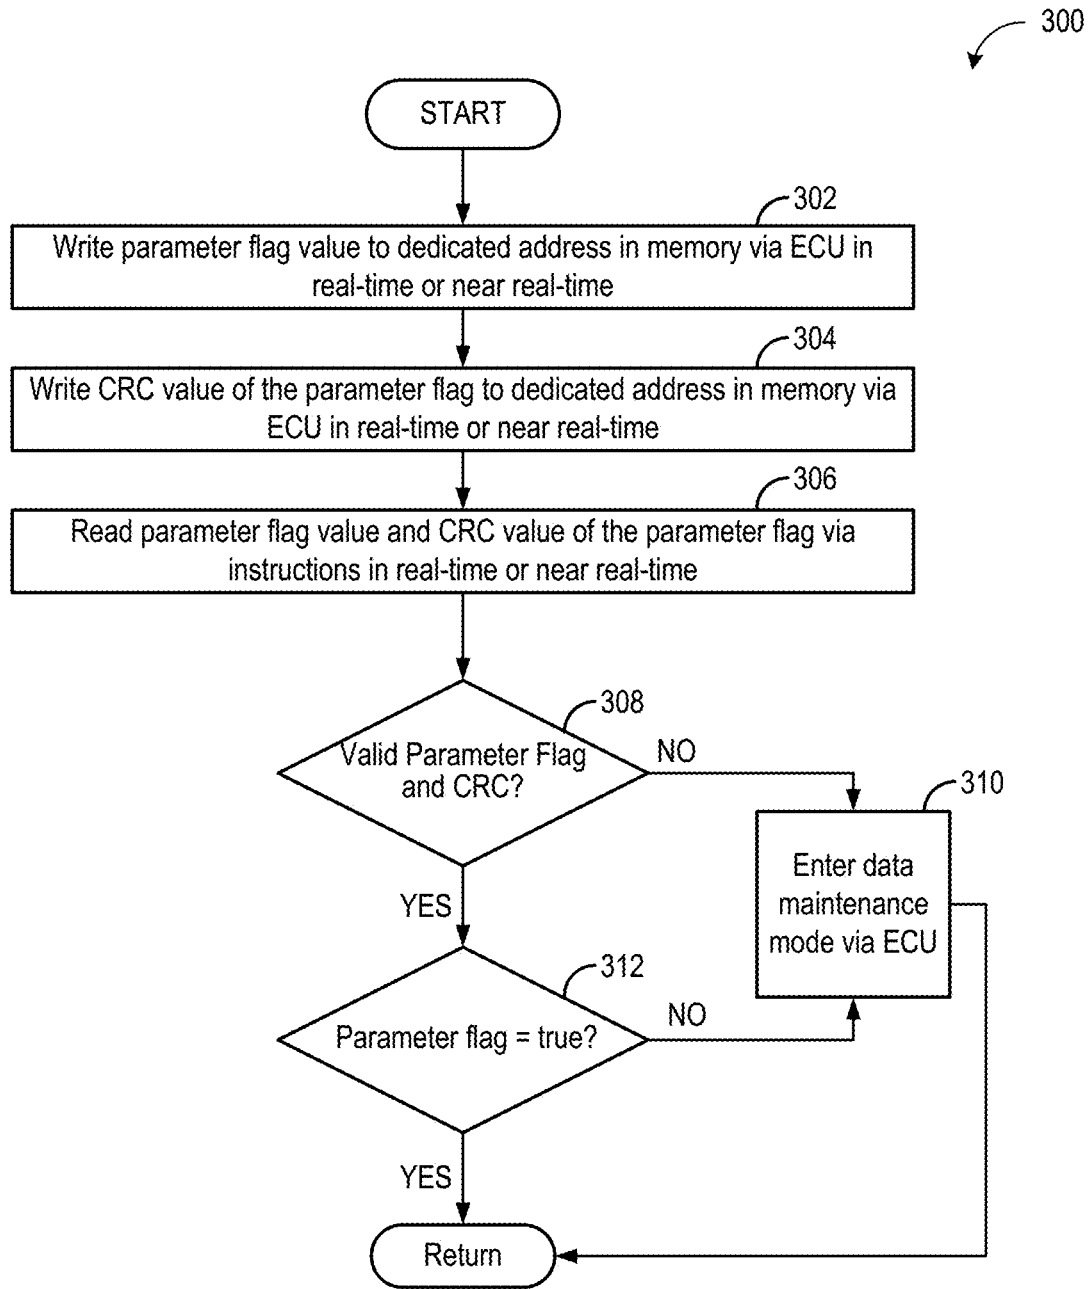 300
START
302
Write parameter flag value to dedicated address in memory via ECU in
real-time or near real-time
304
Write CRC value of the parameter flag to dedicated address in memory via
ECU in real-time or near real-time
306
Read parameter flag value and CRC value of the parameter flag via
instructions in real-time or near real-time
308
Valid Parameter Flag
and CRC?
NO
310
Enter data
maintenance
mode via ECU
YES
312
Parameter flag = true?
NO
YES
Return